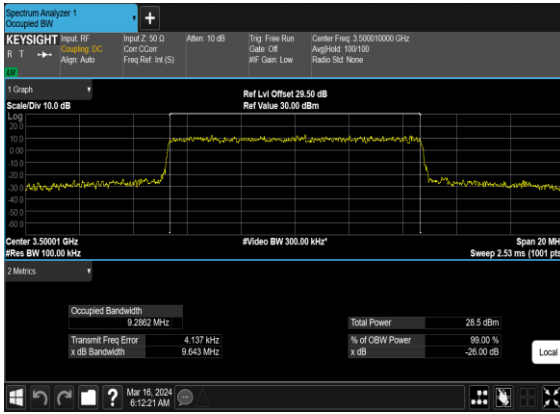 Spectrum Analyzer 1
Occupied BW
+
KEYSIGHT
R T
LW
Input: RF
Coupling: DC
Align: Auto
Input Z: 50 Ω
Corr CCorr
Freq Ref: Int (S)
Atten: 10 dB
Trig: Free Run
Gate: Off
#IF Gain: Low
Center Freq: 3.500010000 GHz
Avg|Hold: 100/100
Radio Std: None
1 Graph
Scale/Div 10.0 dB
Ref Lvl Offset 29.50 dB
Ref Value 30.00 dBm
Log
20.0
10.0
0.00
-10.0
-20.0
-30.0
-40.0
-50.0
-60.0
Center 3.50001 GHz
#Res BW 100.00 kHz
#Video BW 300.00 kHz*
Span 20 MH
Sweep 2.53 ms (1001 pts
2 Metrics
Occupied Bandwidth
9.2862 MHz
Transmit Freq Error 4.137 kHz
x dB Bandwidth 9.643 MHz
Total Power 28.5 dBm
% of OBW Power 99.00 %
x dB -26.00 dB
Local
?
Mar 16, 2024
6:12:21 AM